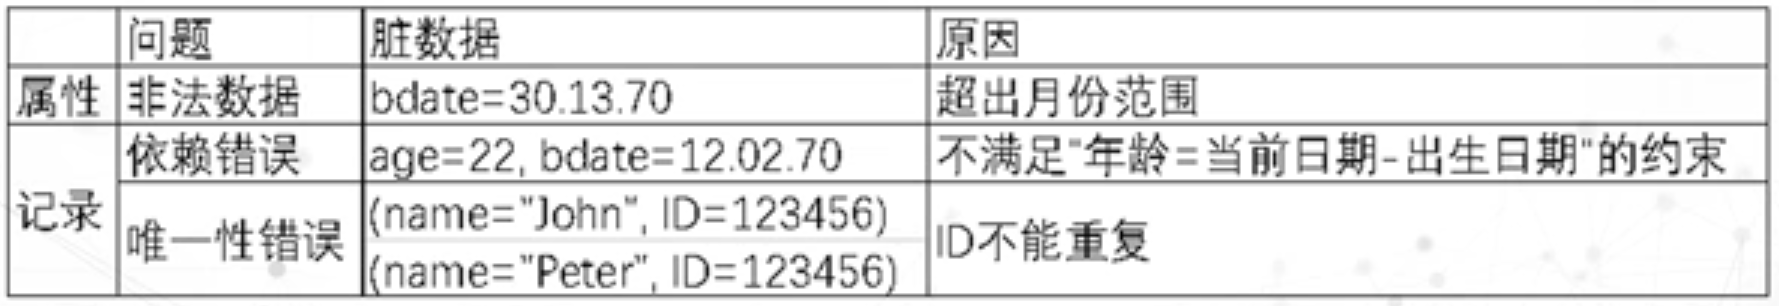 问题 脏数据 原因
属性 非法数据 bdate=30.13.70 超出月份范围
记录 依赖错误 age=22, bdate=12.02.70 不满足"年龄=当前日期-出生日期"的约束
唯一性错误 (name="John", ID=123456) ID不能重复
(name="Peter", ID=123456)